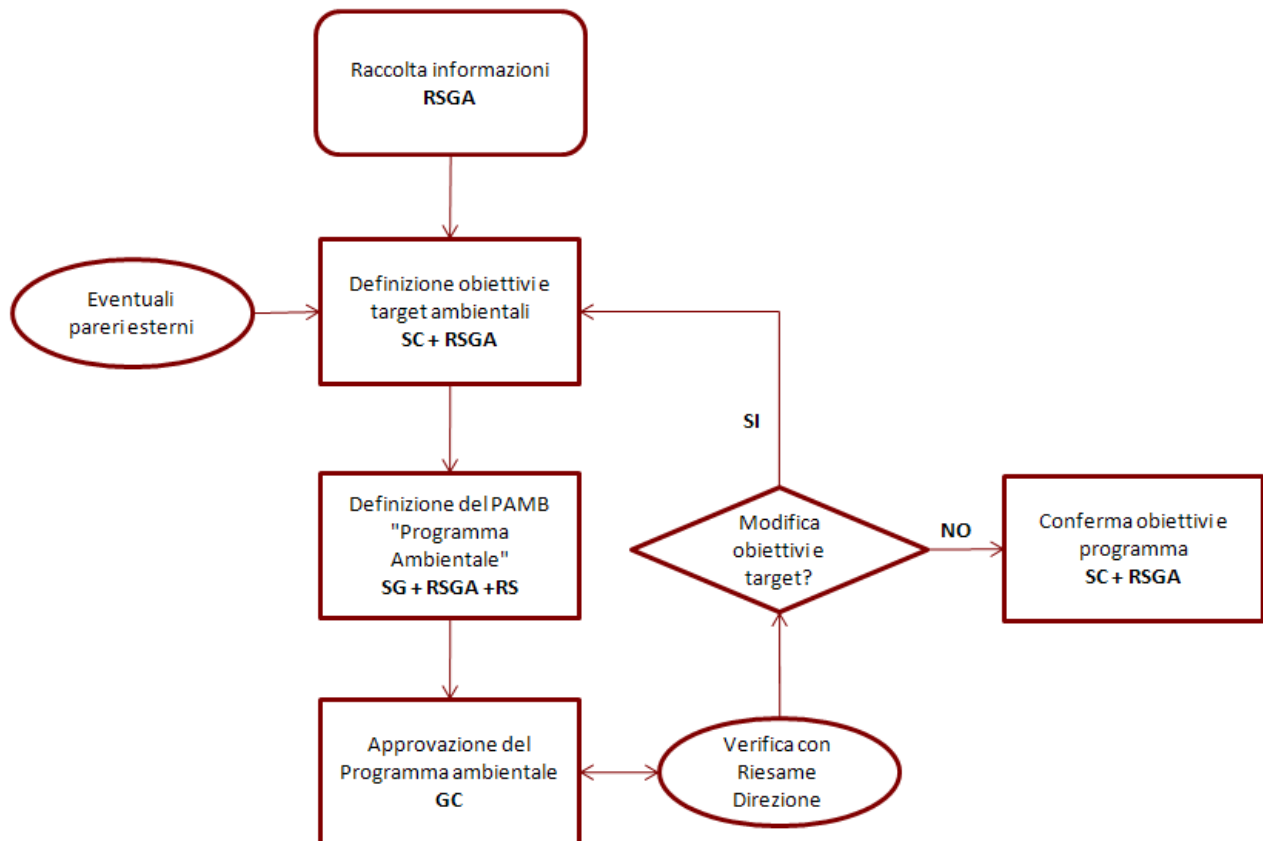 Raccolta informazioni
RSGA
Eventuali
pareri esterni
Definizione obiettivi e
target ambientali
SC + RSGA
SI
Definizione del PAMB
"Programma
Ambientale"
SG + RSGA +RS
Modifica
obiettivi e
target?
NO
Conferma obiettivi e
programma
SC + RSGA
Approvazione del
Programma ambientale
GC
Verifica con
Riesame
Direzione